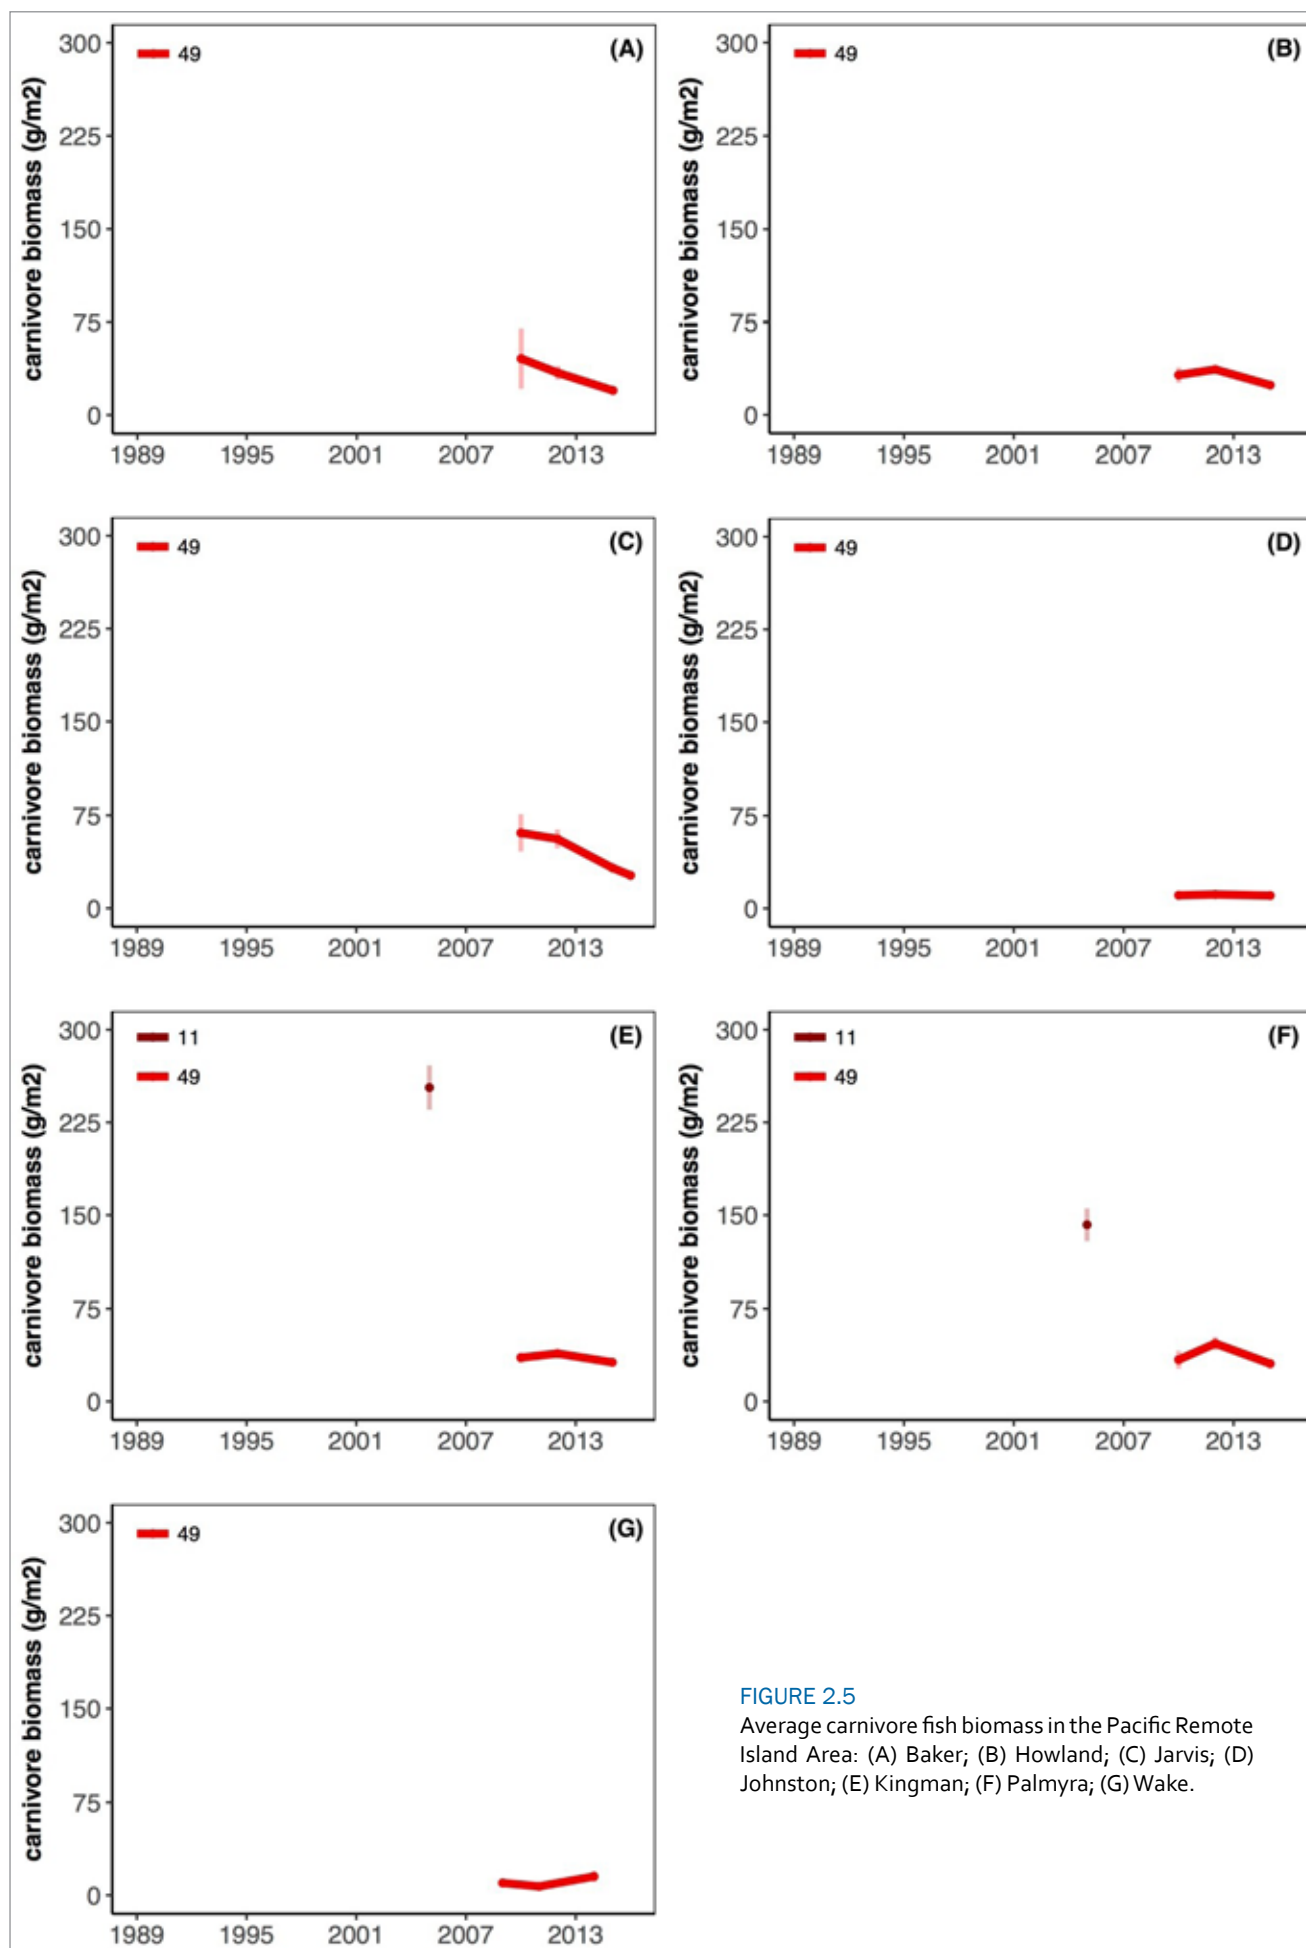 carnivore biomass (g/m2)
300
225
150
75
0
49
(A)
1989 1995 2001 2007 2013
carnivore biomass (g/m2)
300
225
150
75
0
49
(B)
1989 1995 2001 2007 2013
carnivore biomass (g/m2)
300
225
150
75
0
49
(C)
1989 1995 2001 2007 2013
carnivore biomass (g/m2)
300
225
150
75
0
49
(D)
1989 1995 2001 2007 2013
carnivore biomass (g/m2)
300
225
150
75
0
11
49
(E)
1989 1995 2001 2007 2013
carnivore biomass (g/m2)
300
225
150
75
0
11
49
(F)
1989 1995 2001 2007 2013
carnivore biomass (g/m2)
300
225
150
75
0
49
(G)
1989 1995 2001 2007 2013
FIGURE 2.5
Average carnivore fish biomass in the Pacific Remote
Island Area: (A) Baker; (B) Howland; (C) Jarvis; (D)
Johnston; (E) Kingman; (F) Palmyra; (G) Wake.